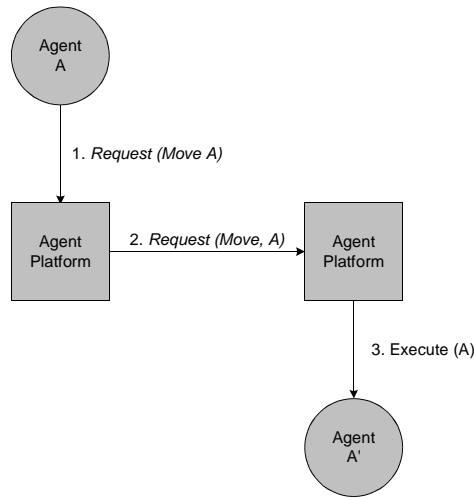 Agent
A
1. Request (Move A)
Agent
Platform
2. Request (Move, A)
Agent
Platform
3. Execute (A)
Agent
A'